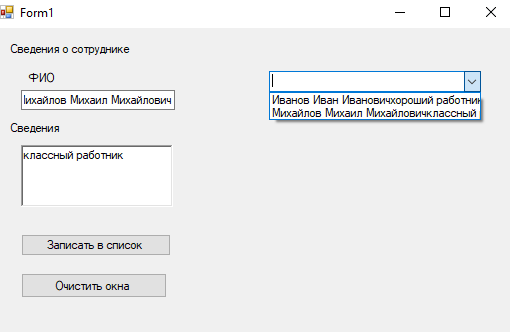 Form1
Сведения о сотруднике
ФИО
Михайлов Михаил Михайлович
Иванов Иван Ивановичхороший работник
Михайлов Михаил Михайловичклассный
Сведения
классный работник
Записать в список
Очистить окна